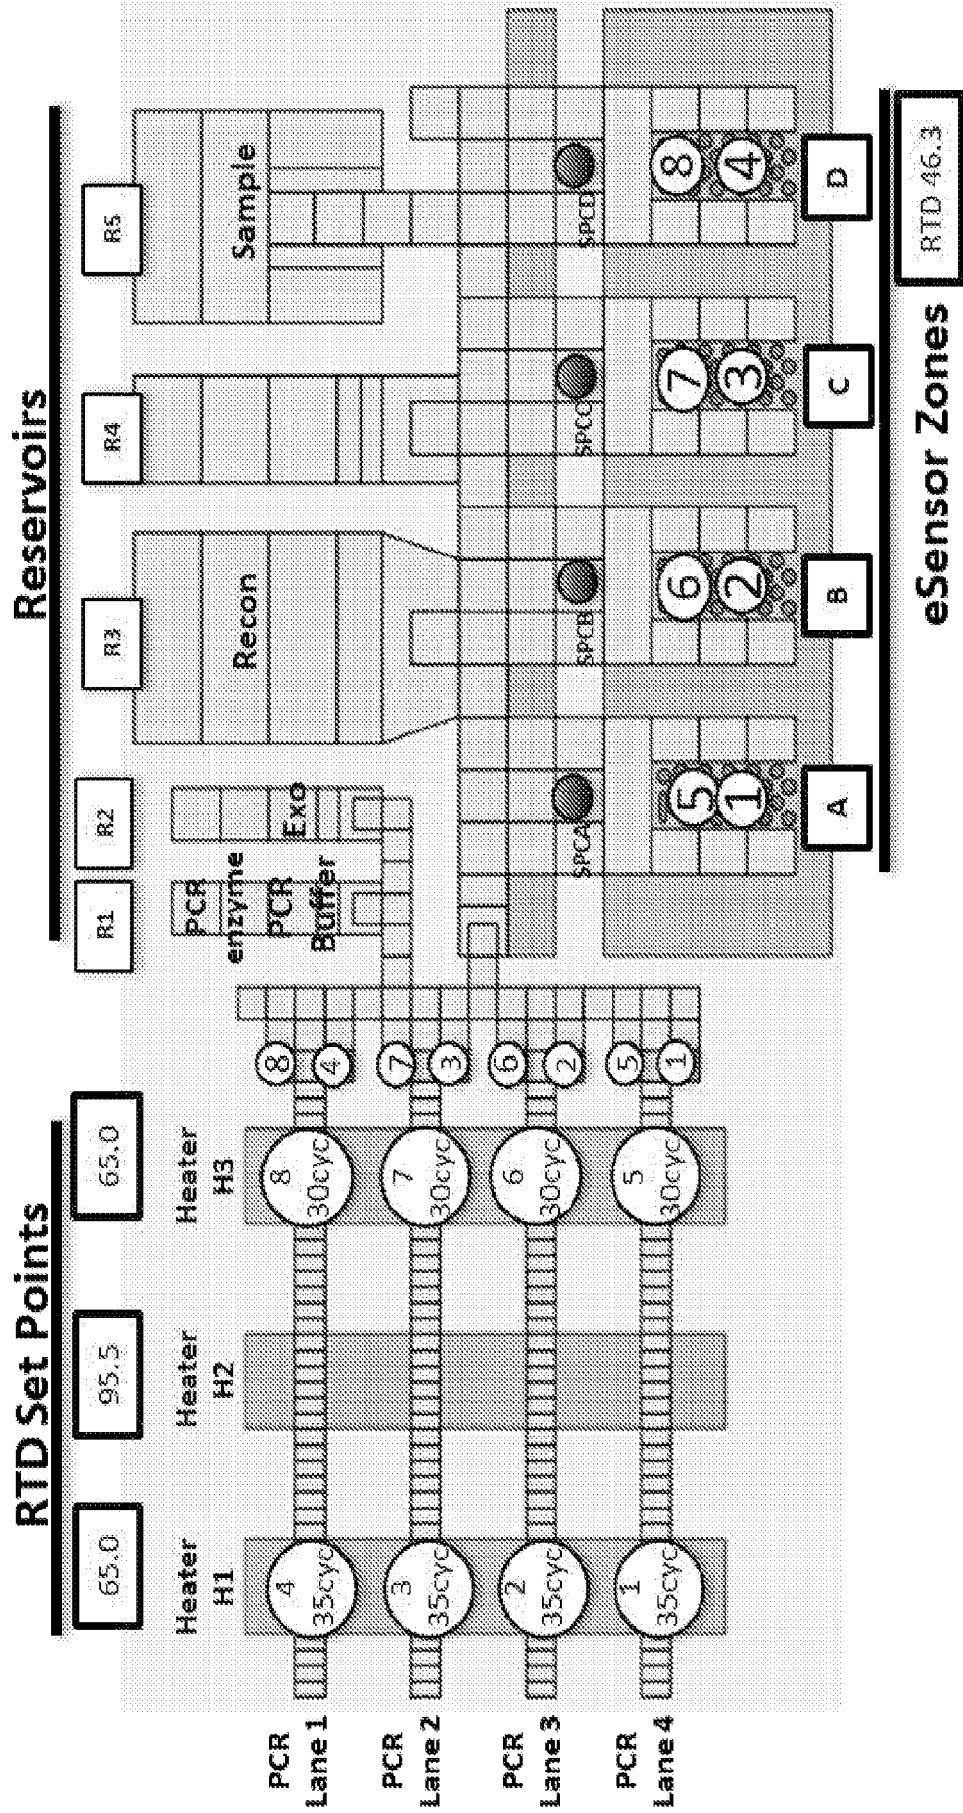 RTD Set Points
Reservoirs
65.0
95.5
65.0
R1
R2
R3
R4
R5
Heater
H1
Heater
H2
Heater
H3
PCR
enzyme
PCR
Buffer
Exo
Recon
Sample
PCR
Lane 1
4
35cyc
8
30cyc
8
4
PCR
Lane 2
3
35cyc
7
30cyc
7
3
PCR
Lane 3
2
35cyc
6
30cyc
6
2
PCR
Lane 4
1
35cyc
5
30cyc
5
1
SPCA
SPCB
SPCC
SPCD
5
6
7
8
1
2
3
4
A
B
C
D
eSensor Zones
RTD 46.3